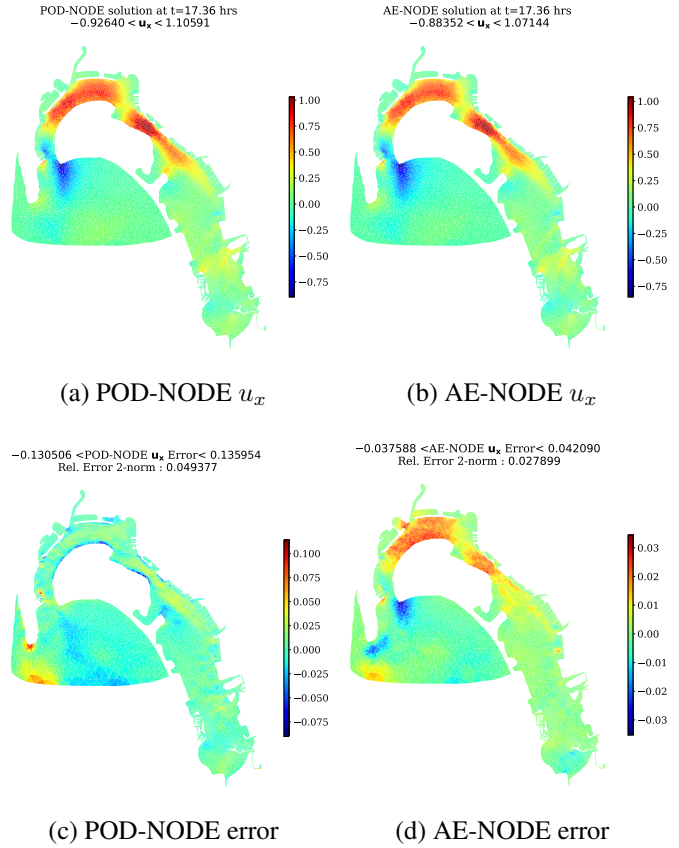 POD-NODE solution at t=17.36 hrs
−0.92640 < u_x < 1.10591
1.00
0.75
0.50
0.25
0.00
−0.25
−0.50
−0.75
(a) POD-NODE u_x
AE-NODE solution at t=17.36 hrs
−0.88352 < u_x < 1.07144
1.00
0.75
0.50
0.25
0.00
−0.25
−0.50
−0.75
(b) AE-NODE u_x
−0.130506 <POD-NODE u_x Error< 0.135954
Rel. Error 2-norm : 0.049377
0.100
0.075
0.050
0.025
0.000
−0.025
−0.050
−0.075
(c) POD-NODE error
−0.037588 <AE-NODE u_x Error< 0.042090
Rel. Error 2-norm : 0.027899
0.03
0.02
0.01
0.00
−0.01
−0.02
−0.03
(d) AE-NODE error